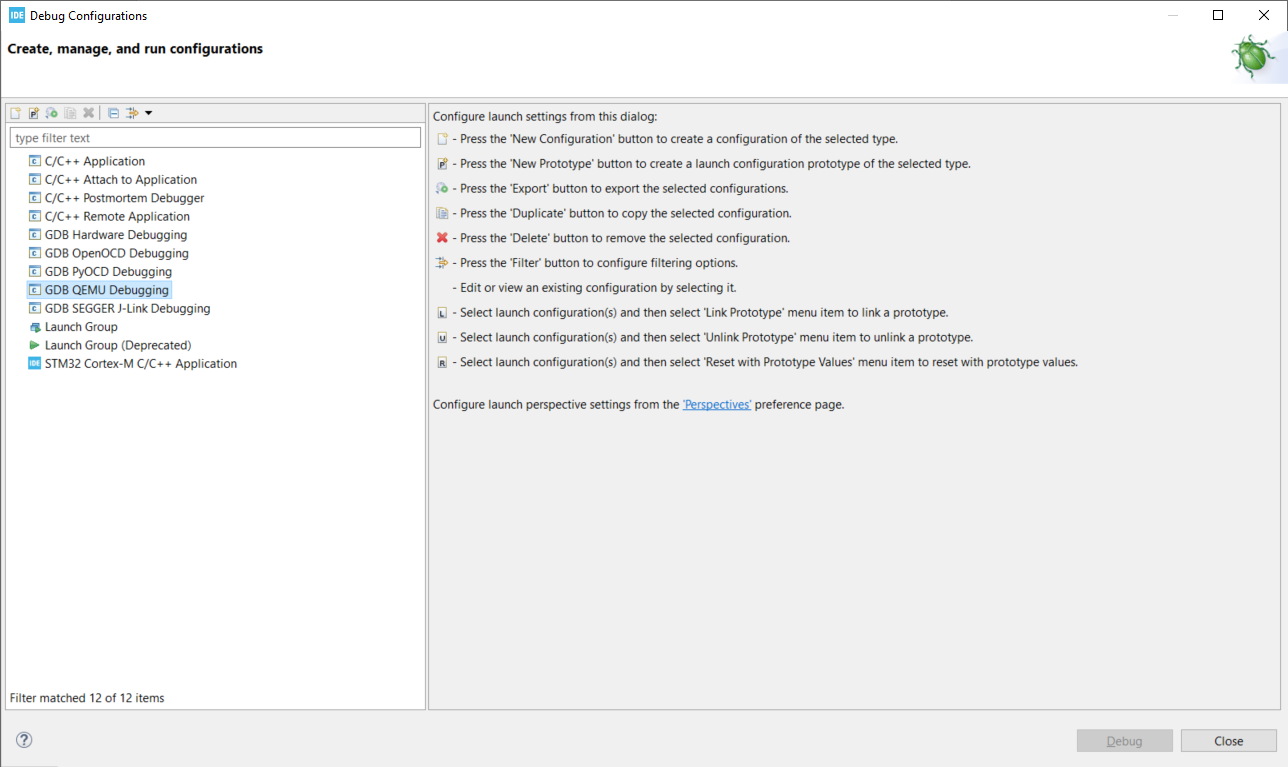 IDE Debug Configurations
Create, manage, and run configurations
type filter text
C/C++ Application
C/C++ Attach to Application
C/C++ Postmortem Debugger
C/C++ Remote Application
GDB Hardware Debugging
GDB OpenOCD Debugging
GDB PyOCD Debugging
GDB QEMU Debugging
GDB SEGGER J-Link Debugging
Launch Group
Launch Group (Deprecated)
IDE STM32 Cortex-M C/C++ Application
Filter matched 12 of 12 items
Configure launch settings from this dialog:
- Press the 'New Configuration' button to create a configuration of the selected type.
P - Press the 'New Prototype' button to create a launch configuration prototype of the selected type.
- Press the 'Export' button to export the selected configurations.
- Press the 'Duplicate' button to copy the selected configuration.
- Press the 'Delete' button to remove the selected configuration.
- Press the 'Filter' button to configure filtering options.
- Edit or view an existing configuration by selecting it.
L - Select launch configuration(s) and then select 'Link Prototype' menu item to link a prototype.
U - Select launch configuration(s) and then select 'Unlink Prototype' menu item to unlink a prototype.
R - Select launch configuration(s) and then select 'Reset with Prototype Values' menu item to reset with prototype values.
Configure launch perspective settings from the 'Perspectives' preference page.
? Debug Close